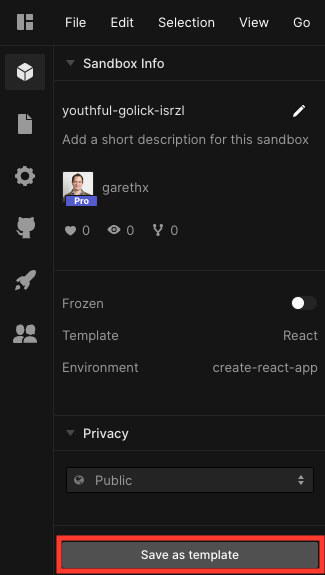 File Edit Selection View Go
Sandbox Info
youthful-golick-isrzl
Add a short description for this sandbox
garethx
Pro
0 0 0
Frozen
Template React
Environment create-react-app
Privacy
Public
Save as template